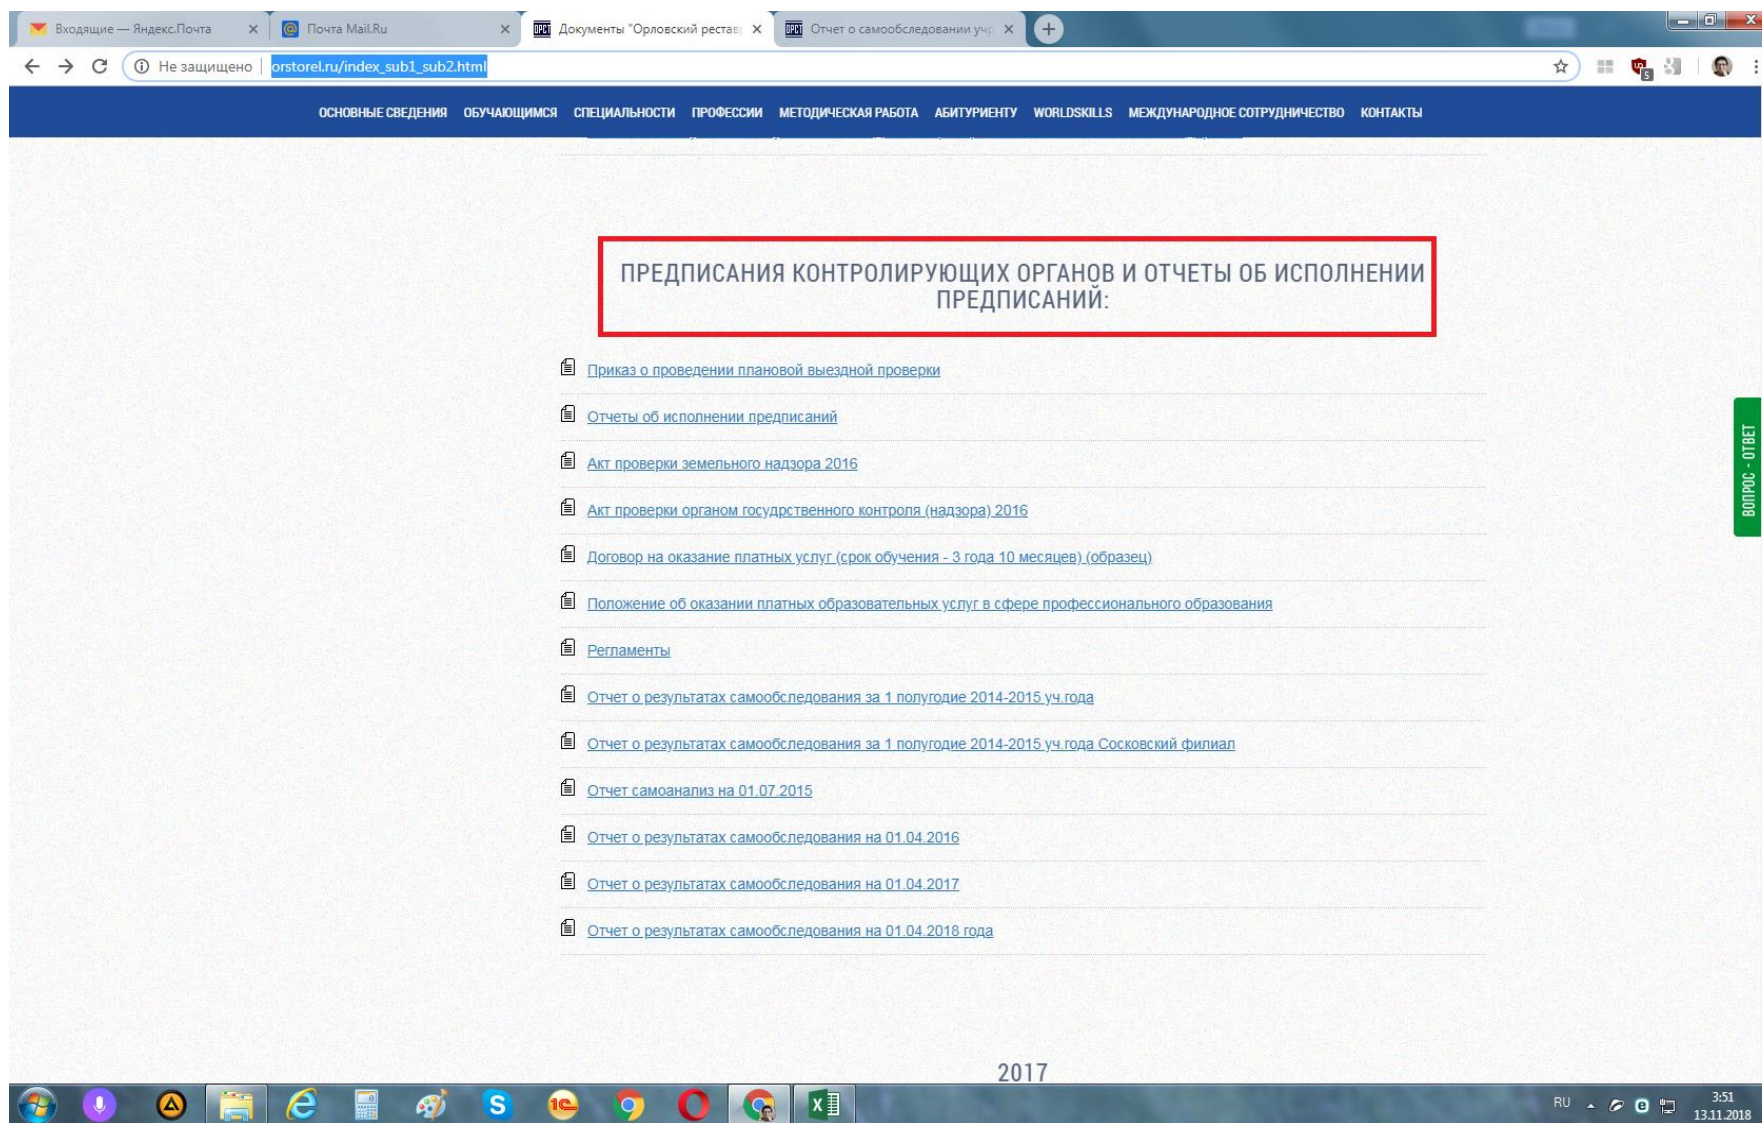 Входящие — Яндекс.Почта
Почта Mail.Ru
Документы "Орловский рестав
Отчет о самообследовании учр
Не защищено
orstorel.ru/index_sub1_sub2.html
5
ОСНОВНЫЕ СВЕДЕНИЯ ОБУЧАЮЩИМСЯ СПЕЦИАЛЬНОСТИ ПРОФЕССИИ МЕТОДИЧЕСКАЯ РАБОТА АБИТУРИЕНТУ WORLDSKILLS МЕЖДУНАРОДНОЕ СОТРУДНИЧЕСТВО КОНТАКТЫ
ПРЕДПИСАНИЯ КОНТРОЛИРУЮЩИХ ОРГАНОВ И ОТЧЕТЫ ОБ ИСПОЛНЕНИИ
ПРЕДПИСАНИЙ:
Приказ о проведении плановой выездной проверки
Отчеты об исполнении предписаний
Акт проверки земельного надзора 2016
Акт проверки органом госудрственного контроля (надзора) 2016
Договор на оказание платных услуг (срок обучения - 3 года 10 месяцев) (образец)
Положение об оказании платных образовательных услуг в сфере профессионального образования
Регламенты
Отчет о результатах самообследования за 1 полугодие 2014-2015 уч.года
Отчет о результатах самообследования за 1 полугодие 2014-2015 уч.года Сосковский филиал
Отчет самоанализ на 01.07.2015
Отчет о результатах самообследования на 01.04.2016
Отчет о результатах самообследования на 01.04.2017
Отчет о результатах самообследования на 01.04.2018 года
ВОПРОС - ОТВЕТ
2017
RU
3:51
13.11.2018